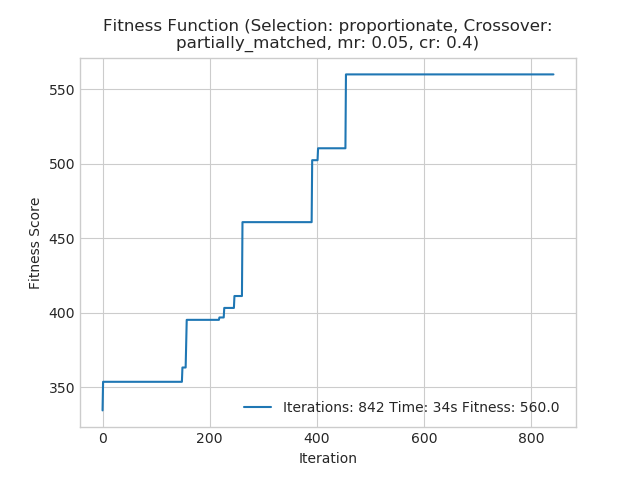 Fitness Function (Selection: proportionate, Crossover:
partially_matched, mr: 0.05, cr: 0.4)
550
500
450
400
350
Fitness Score
Iterations: 842 Time: 34s Fitness: 560.0
0 200 400 600 800
Iteration